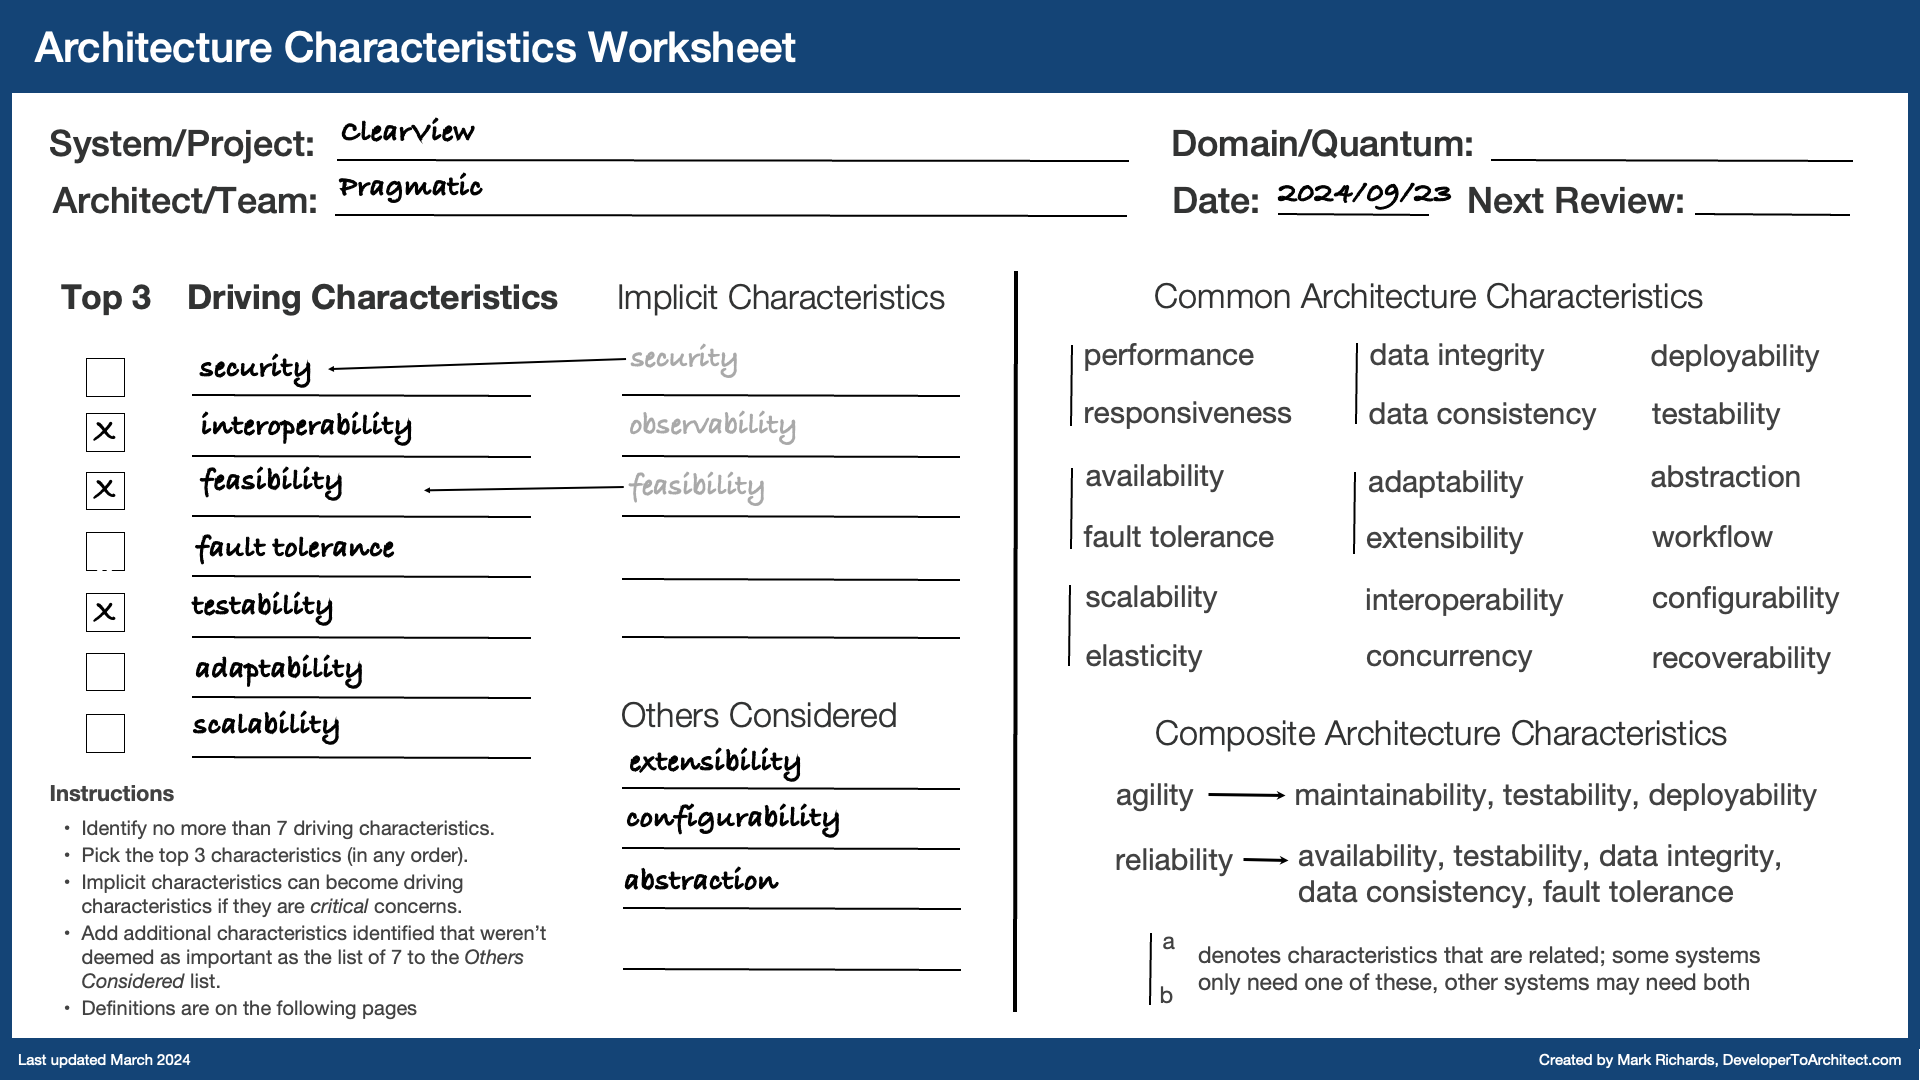 Architecture Characteristics Worksheet
System/Project: ClearView
Domain/Quantum:
Architect/Team: Pragmatic
Date: 2024/09/23 Next Review:
Top 3 Driving Characteristics
Implicit Characteristics
security
security
x interoperability
observability
x feasibility
feasibility
fault tolerance
x testability
adaptability
scalability
Others Considered
extensibility
configurability
abstraction
Instructions
• Identify no more than 7 driving characteristics.
• Pick the top 3 characteristics (in any order).
• Implicit characteristics can become driving
characteristics if they are critical concerns.
• Add additional characteristics identified that weren’t
deemed as important as the list of 7 to the Others
Considered list.
• Definitions are on the following pages
Common Architecture Characteristics
performance data integrity deployability
responsiveness data consistency testability
availability adaptability abstraction
fault tolerance extensibility workflow
scalability interoperability configurability
elasticity concurrency recoverability
Composite Architecture Characteristics
agility maintainability, testability, deployability
reliability availability, testability, data integrity,
data consistency, fault tolerance
a
b
denotes characteristics that are related; some systems
only need one of these, other systems may need both
Last updated March 2024
Created by Mark Richards, DeveloperToArchitect.com